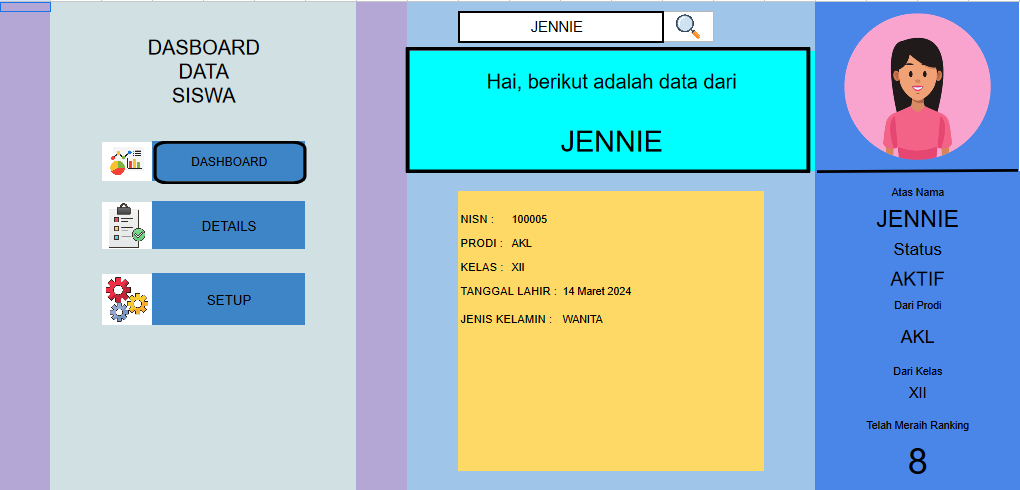 DASBOARD
DATA
SISWA
DASHBOARD
DETAILS
SETUP
JENNIE
Hai, berikut adalah data dari
JENNIE
NISN : 100005
PRODI : AKL
KELAS : XII
TANGGAL LAHIR : 14 Maret 2024
JENIS KELAMIN : WANITA
Atas Nama
JENNIE
Status
AKTIF
Dari Prodi
AKL
Dari Kelas
XII
Telah Meraih Ranking
8